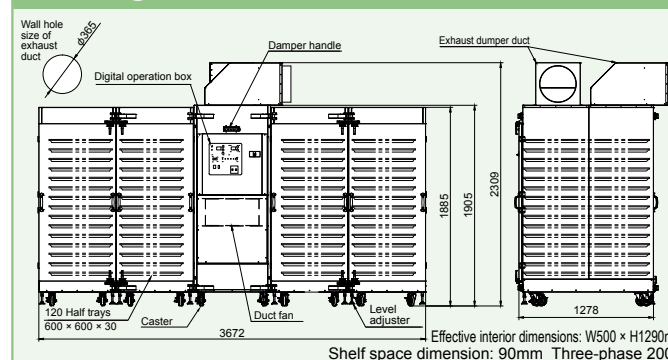 Wall hole
size of
exhaust
duct
ø365
Damper handle
Exhaust dumper duct
Digital operation box
1885
1905
2309
120 Half trays
600 × 600 × 30
Caster
Duct fan
Level
adjuster
1278
3672
Effective interior dimensions: W500 × H1290
Shelf space dimension: 90mm Three-phase 200